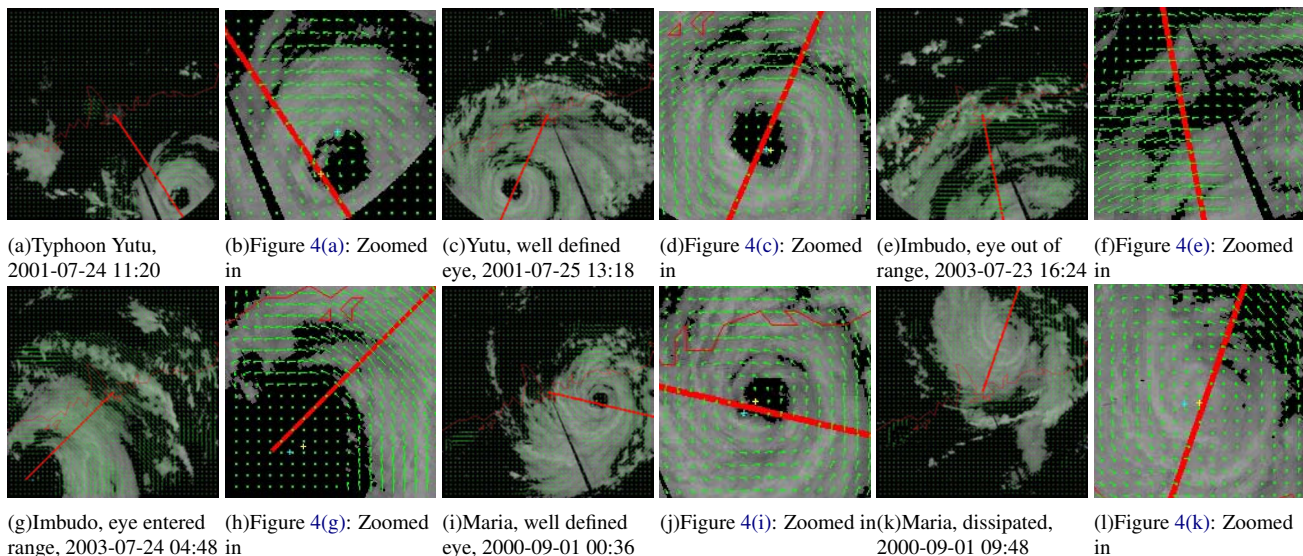 (a)Typhoon Yutu,
2001-07-24 11:20
(b)Figure 4(a): Zoomed
in
(c)Yutu, well defined
eye, 2001-07-25 13:18
(d)Figure 4(c): Zoomed
in
(e)Imbudo, eye out of
range, 2003-07-23 16:24
(f)Figure 4(e): Zoomed
in
(g)Imbudo, eye entered
range, 2003-07-24 04:48
(h)Figure 4(g): Zoomed
in
(i)Maria, well defined
eye, 2000-09-01 00:36
(j)Figure 4(i): Zoomed in
(k)Maria, dissipated,
2000-09-01 09:48
(l)Figure 4(k): Zoomed
in